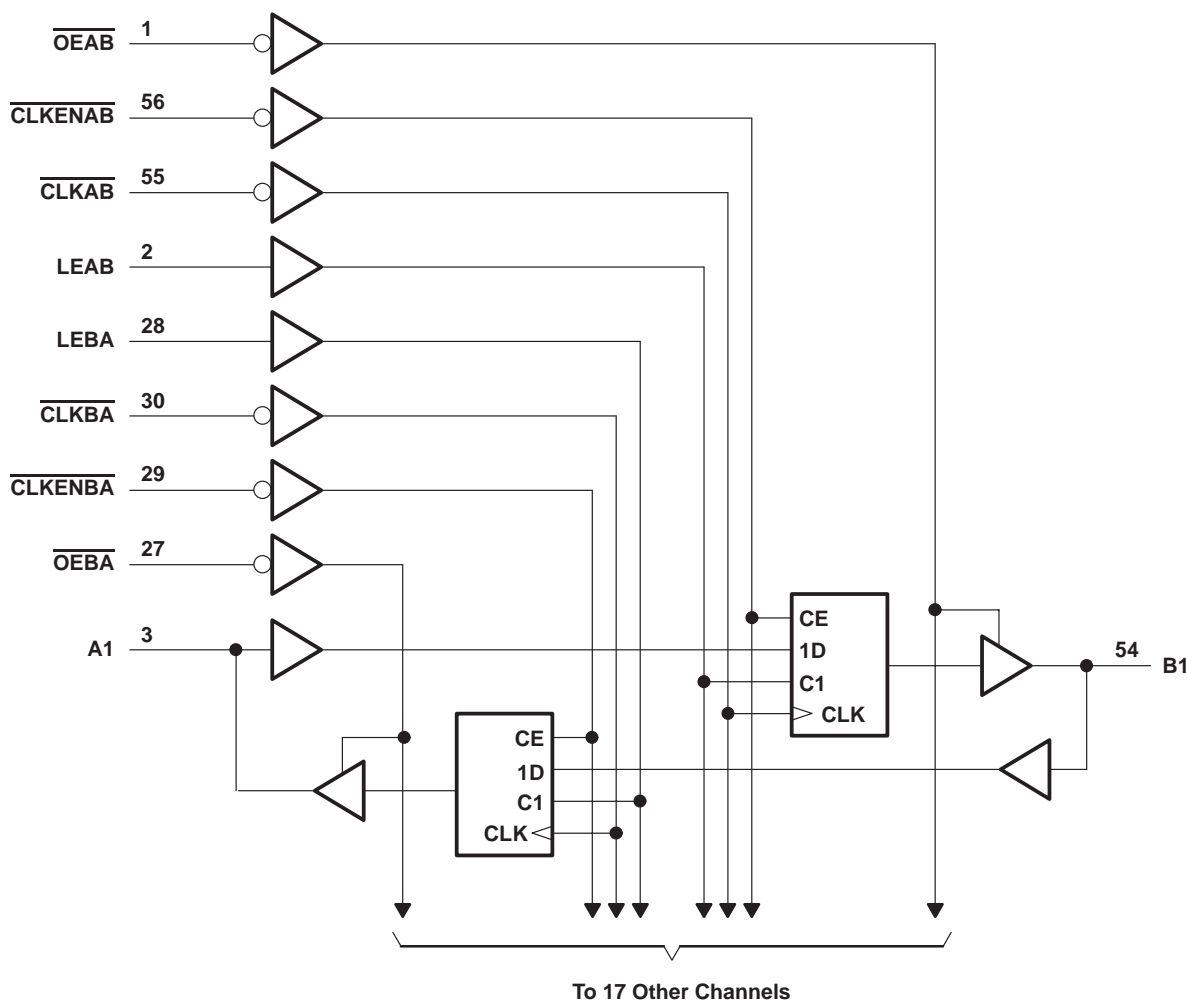 OEAB 1
CLKENAB 56
CLKAB 55
LEAB 2
LEBA 28
CLKBA 30
CLKENBA 29
OEBA 27
A1 3
CE
1D
C1
CLK
54 B1
CE
1D
C1
CLK
To 17 Other Channels